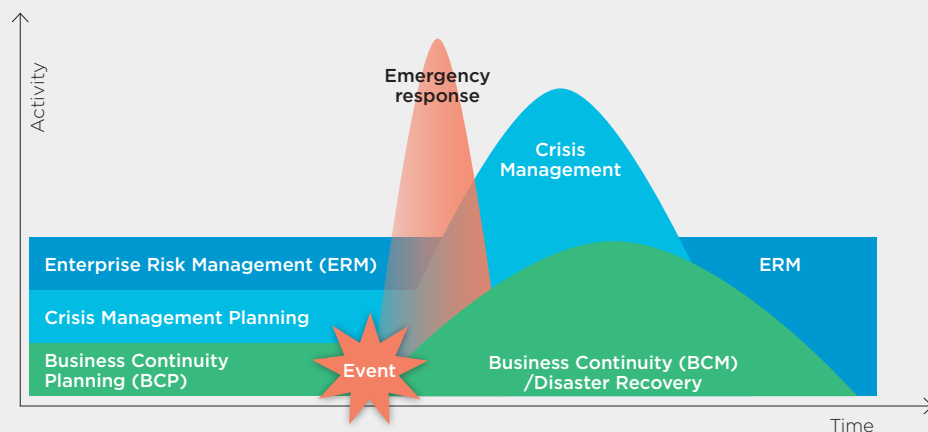 Activity
Emergency
response
Crisis
Management
Enterprise Risk Management (ERM)
ERM
Crisis Management Planning
Business Continuity
Planning (BCP)
Event
Business Continuity (BCM)
/Disaster Recovery
Time